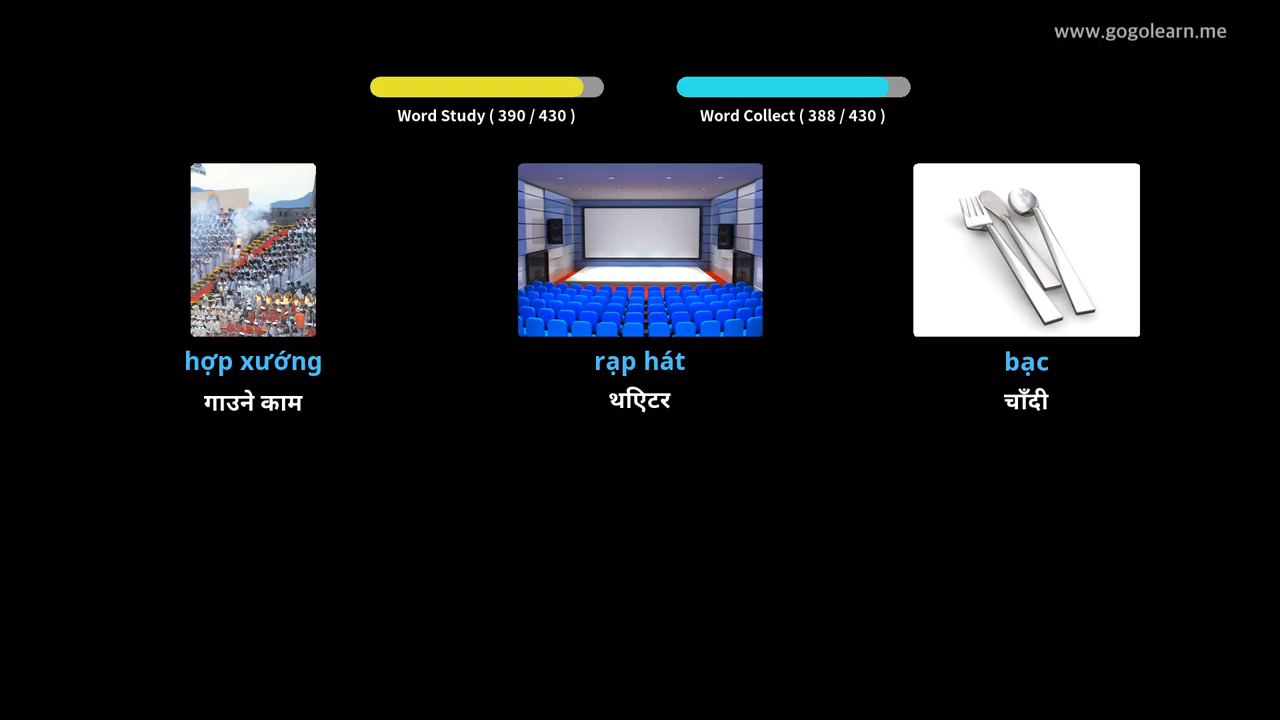 www.gogolearn.me
Word Study ( 390 / 430 )
Word Collect ( 388 / 430 )
hợp xướng
rạp hát
bạc
गाउने काम
थिएटर
चाँदी